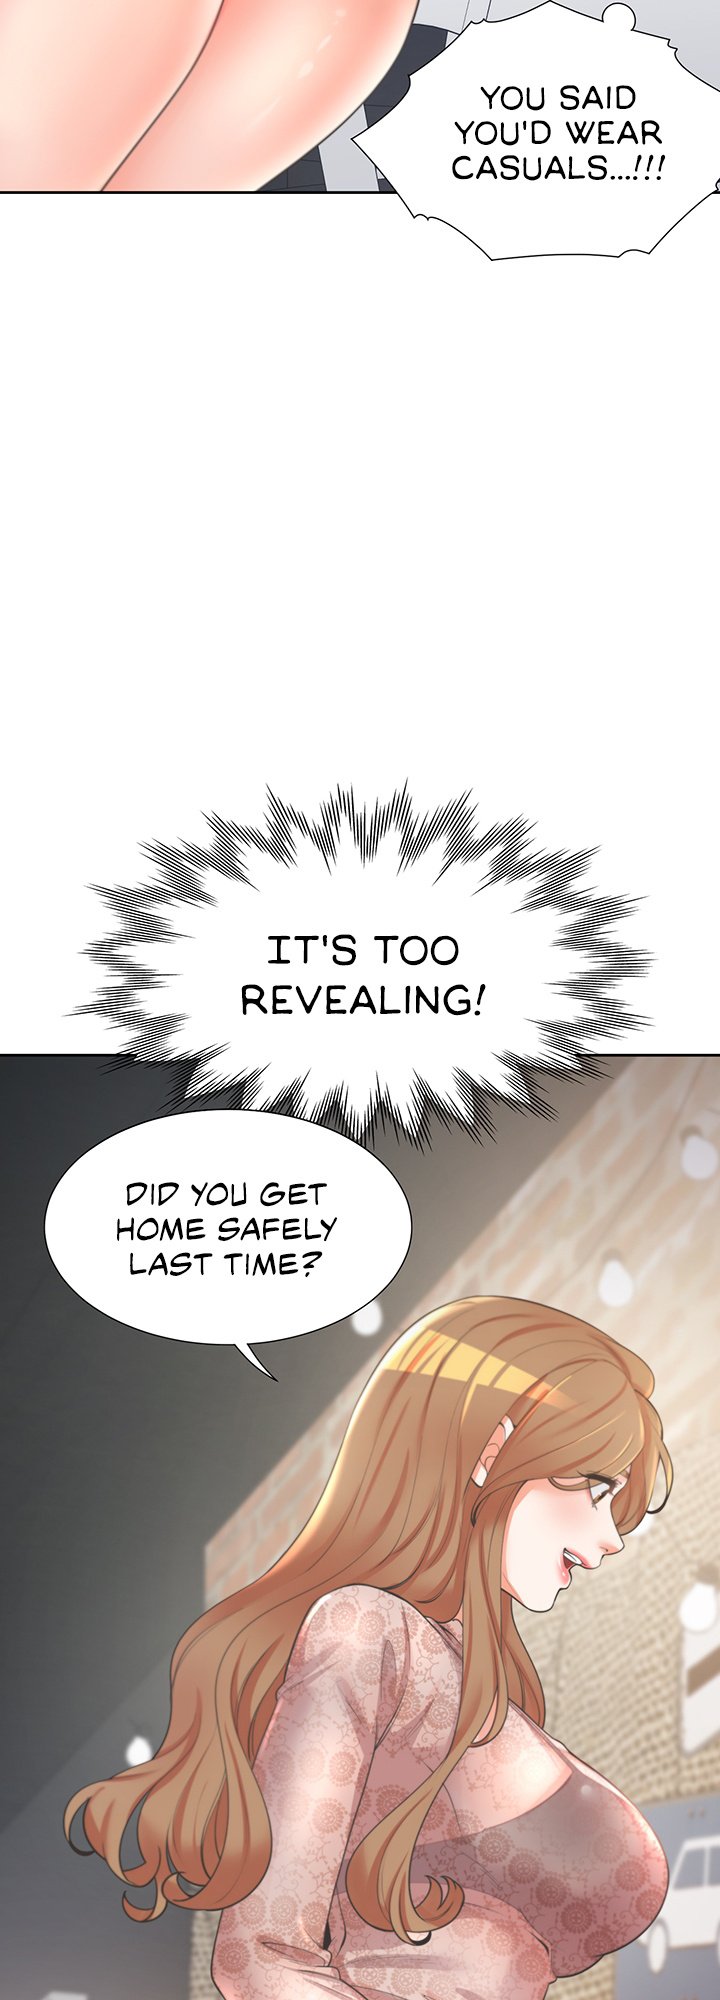 YOU SAID
YOU'D WEAR
CASUALS...!!!
IT'S TOO
REVEALING!
DID YOU GET
HOME SAFELY
LAST TIME?